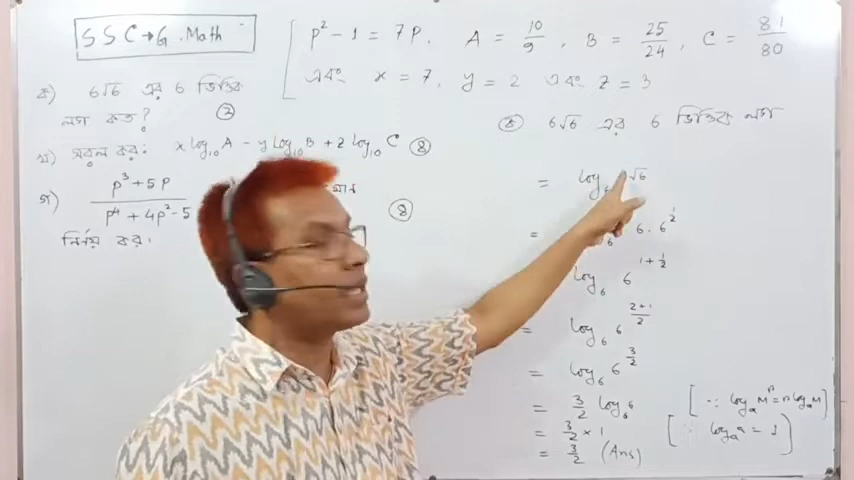 SSC → G. Math
p² - 1 = 7p. A = 10/9, B = 25/24, C = 81/80
এবং x = 7, y = 2 এবং z = 3
ক) 6√6 এর 6 ভিত্তিক
লগ কত? ②
খ) সরল কর: x log₁₀ A - y log₁₀ B + z log₁₀ C ④
গ) (p³ + 5p)/(p⁴ + 4p² - 5 মান ④
নির্ণয় কর।
ক 6√6 এর 6 ভিত্তিক লগ
= log₆ √6
= ₆ 6 . 6^(1/2)
log₆ 6^(1 + 1/2)
= log₆ 6^((2+1)/2)
= log₆ 6^(3/2)
= 3/2 log₆ 6 [∵ logₐ Mⁿ = n logₐ M]
= 3/2 × 1 [∵ logₐ a = 1]
= 3/2 (Ans)